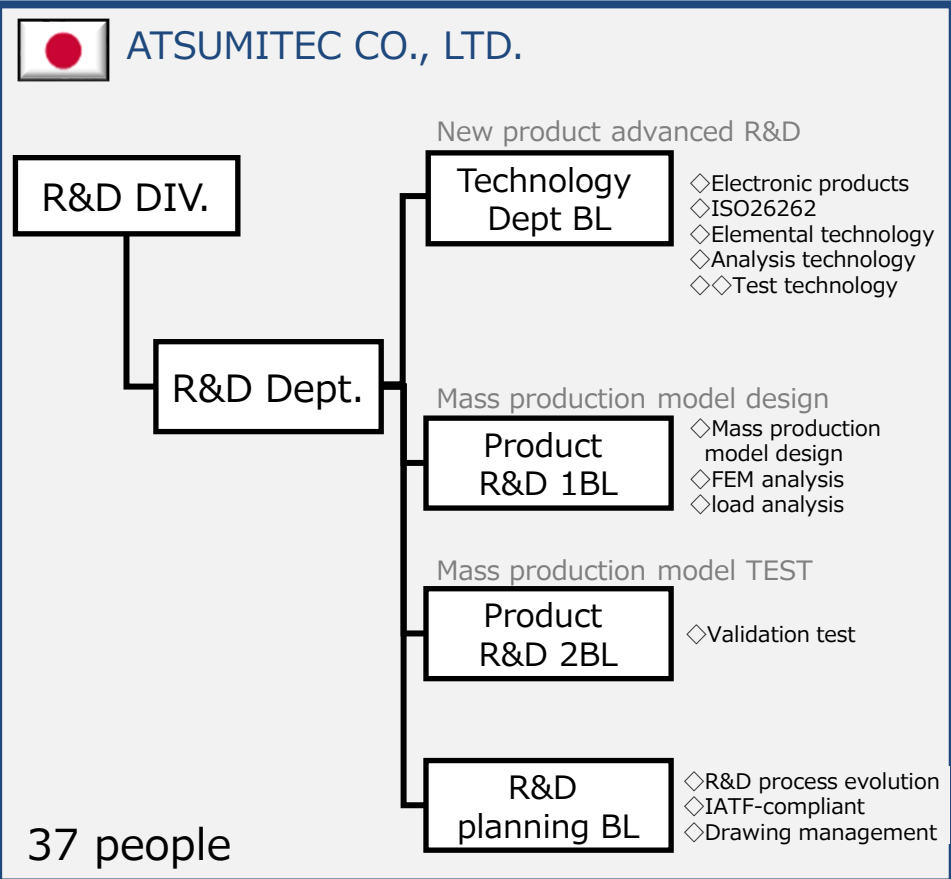 ATSUMITEC CO., LTD.
R&D DIV.
R&D Dept.
New product advanced R&D
Technology
Dept BL
◇Electronic products
◇ISO26262
◇Elemental technology
◇Analysis technology
◇◇Test technology
Mass production model design
Product
R&D 1BL
◇Mass production
model design
◇FEM analysis
◇load analysis
Mass production model TEST
Product
R&D 2BL
◇Validation test
R&D
planning BL
◇R&D process evolution
◇IATF-compliant
◇Drawing management
37 people